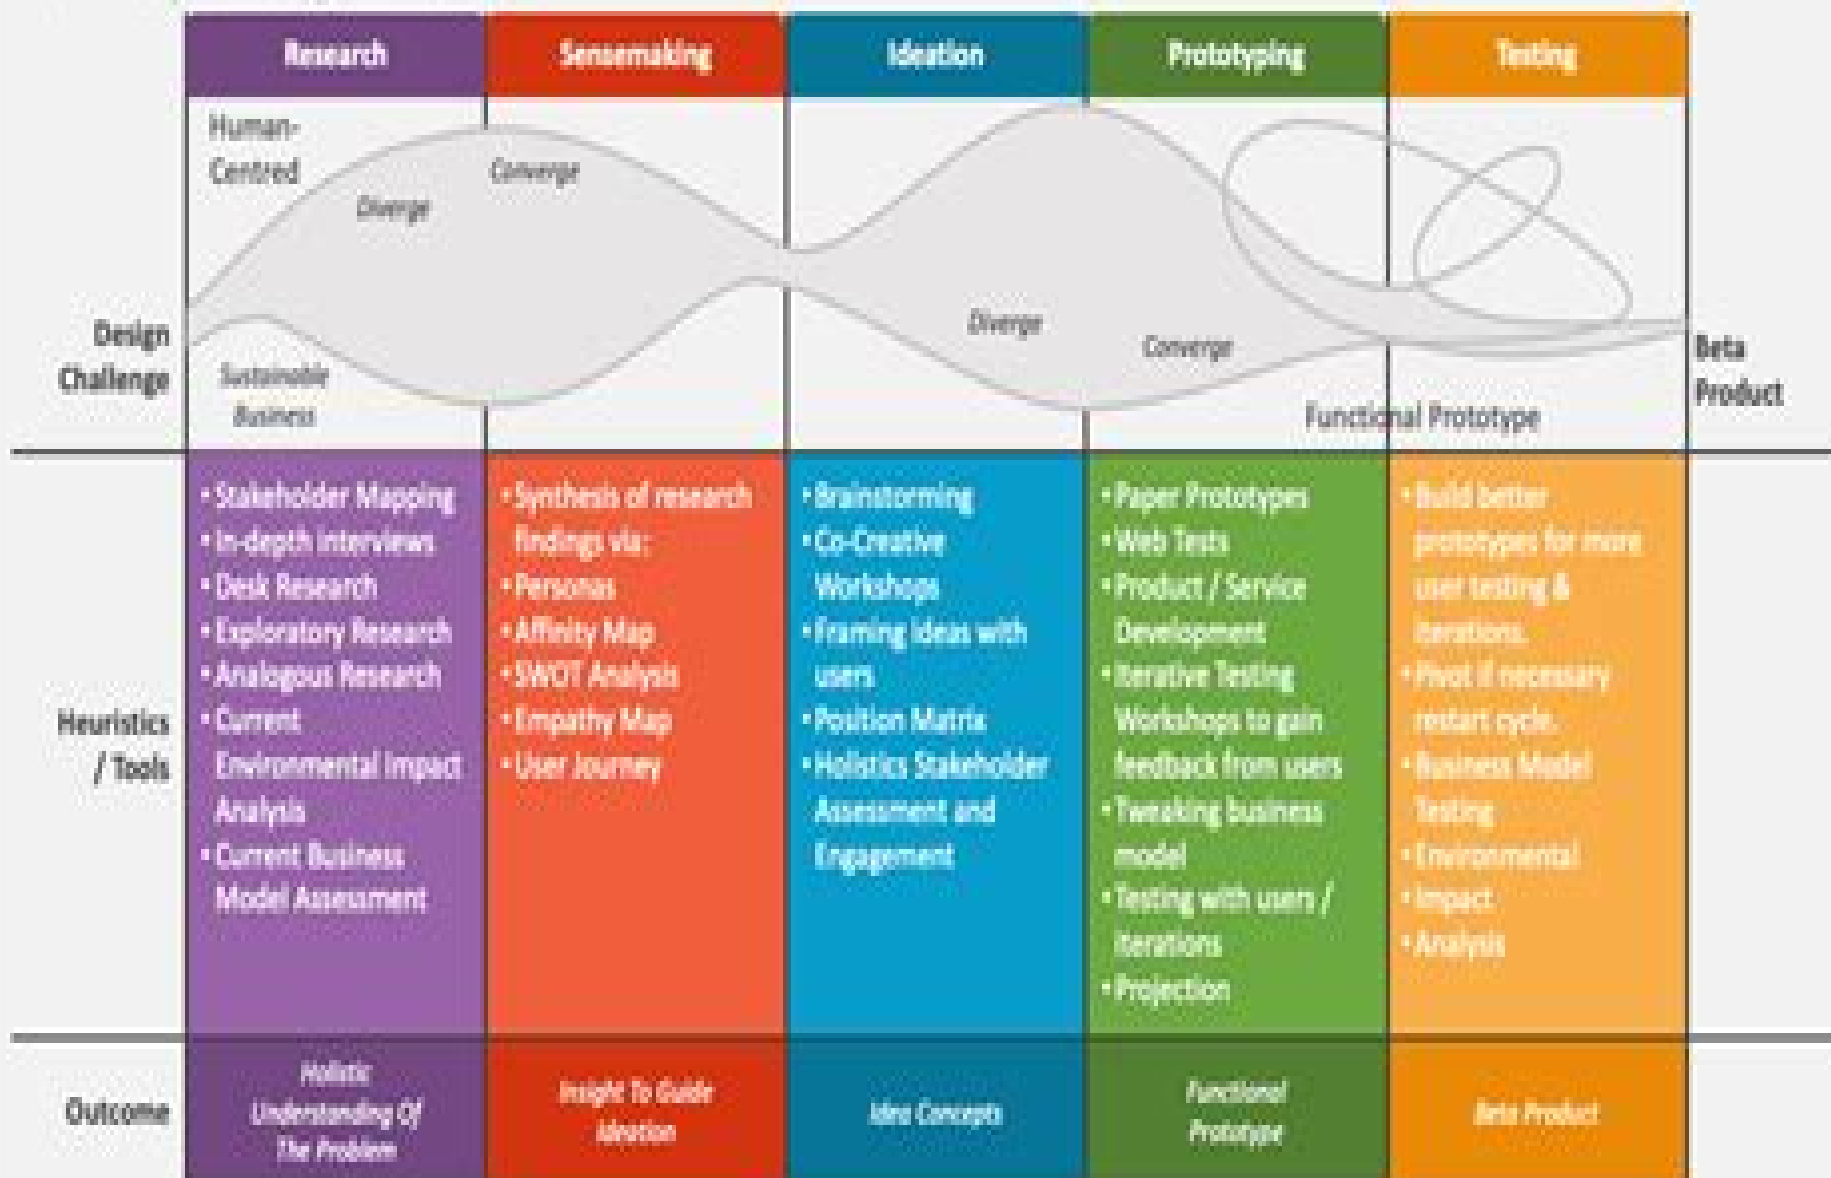 Research
Sensemaking
Ideation
Prototyping
Testing
Human-
Centred
Diverge
Converge
Diverge
Converge
Design
Challenge
Sustainable
Business
Functional Prototype
Beta
Product
Heuristics
/ Tools
• Stakeholder Mapping
• In-depth interviews
• Desk Research
• Exploratory Research
• Analogous Research
• Current
Environmental Impact
Analysis
• Current Business
Model Assessment
• Synthesis of research
findings via:
• Personas
• Affinity Map
• SWOT Analysis
• Empathy Map
• User Journey
• Brainstorming
• Co-Creative
Workshops
• Framing ideas with
users
• Position Matrix
• Holistics Stakeholder
Assessment and
Engagement
• Paper Prototypes
• Web Tests
• Product / Service
Development
• Iterative Testing
Workshops to gain
feedback from users
• Tweaking business
model
• Testing with users /
iterations
• Projection
• Build better
prototypes for more
user testing &
iterations.
• Pivot if necessary
restart cycle.
• Business Model
Testing
• Environmental
• Impact
• Analysis
Outcome
Holistic
Understanding Of
The Problem
Insight To Guide
Ideation
Idea Concepts
Functional
Prototype
Beta Product